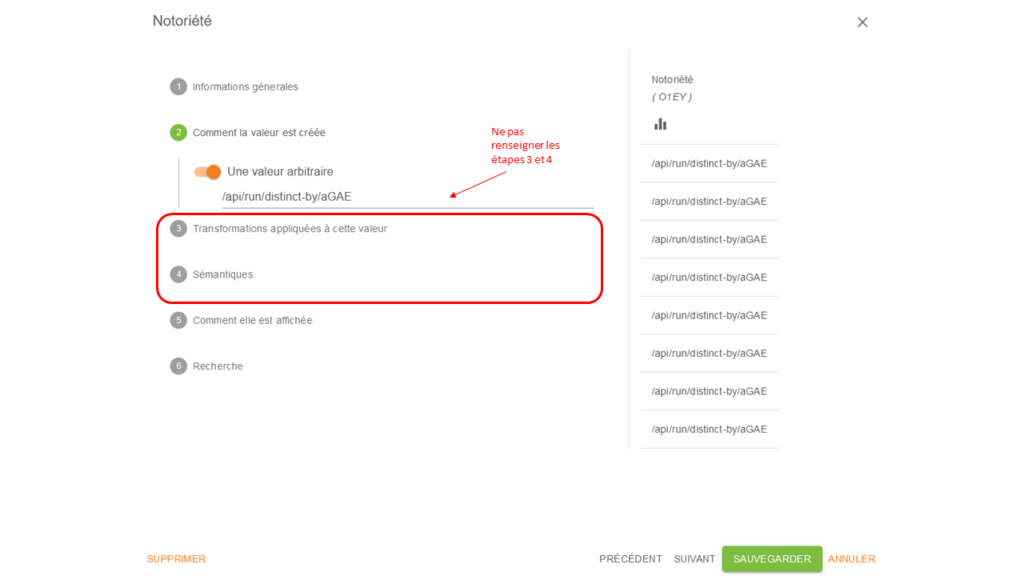 Notoriété
1 Informations génerales
2 Comment la valeur est créée
Une valeur arbitraire
/api/run/distinct-by/aGAE
Ne pas
renseigner les
étapes 3 et 4
3 Transformations appliquées à cette valeur
4 Sémantiques
5 Comment elle est affichée
6 Recherche
Notoriété
( O1EY )
/api/run/distinct-by/aGAE
/api/run/distinct-by/aGAE
/api/run/distinct-by/aGAE
/api/run/distinct-by/aGAE
/api/run/distinct-by/aGAE
/api/run/distinct-by/aGAE
/api/run/distinct-by/aGAE
/api/run/distinct-by/aGAE
SUPPRIMER
PRÉCÉDENT SUIVANT SAUVEGARDER ANNULER